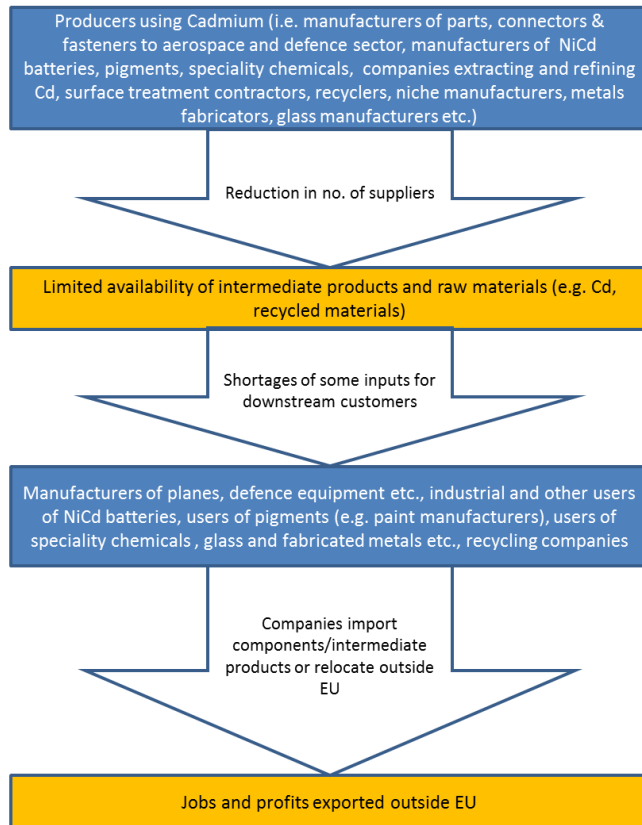 Producers using Cadmium (i.e. manufacturers of parts, connectors &
fasteners to aerospace and defence sector, manufacturers of NiCd
batteries, pigments, speciality chemicals, companies extracting and refining
Cd, surface treatment contractors, recyclers, niche manufacturers, metals
fabricators, glass manufacturers etc.)
Reduction in no. of suppliers
Limited availability of intermediate products and raw materials (e.g. Cd,
recycled materials)
Shortages of some inputs for
downstream customers
Manufacturers of planes, defence equipment etc., industrial and other users
of NiCd batteries, users of pigments (e.g. paint manufacturers), users of
speciality chemicals , glass and fabricated metals etc., recycling companies
Companies import
components/intermediate
products or relocate outside
EU
Jobs and profits exported outside EU